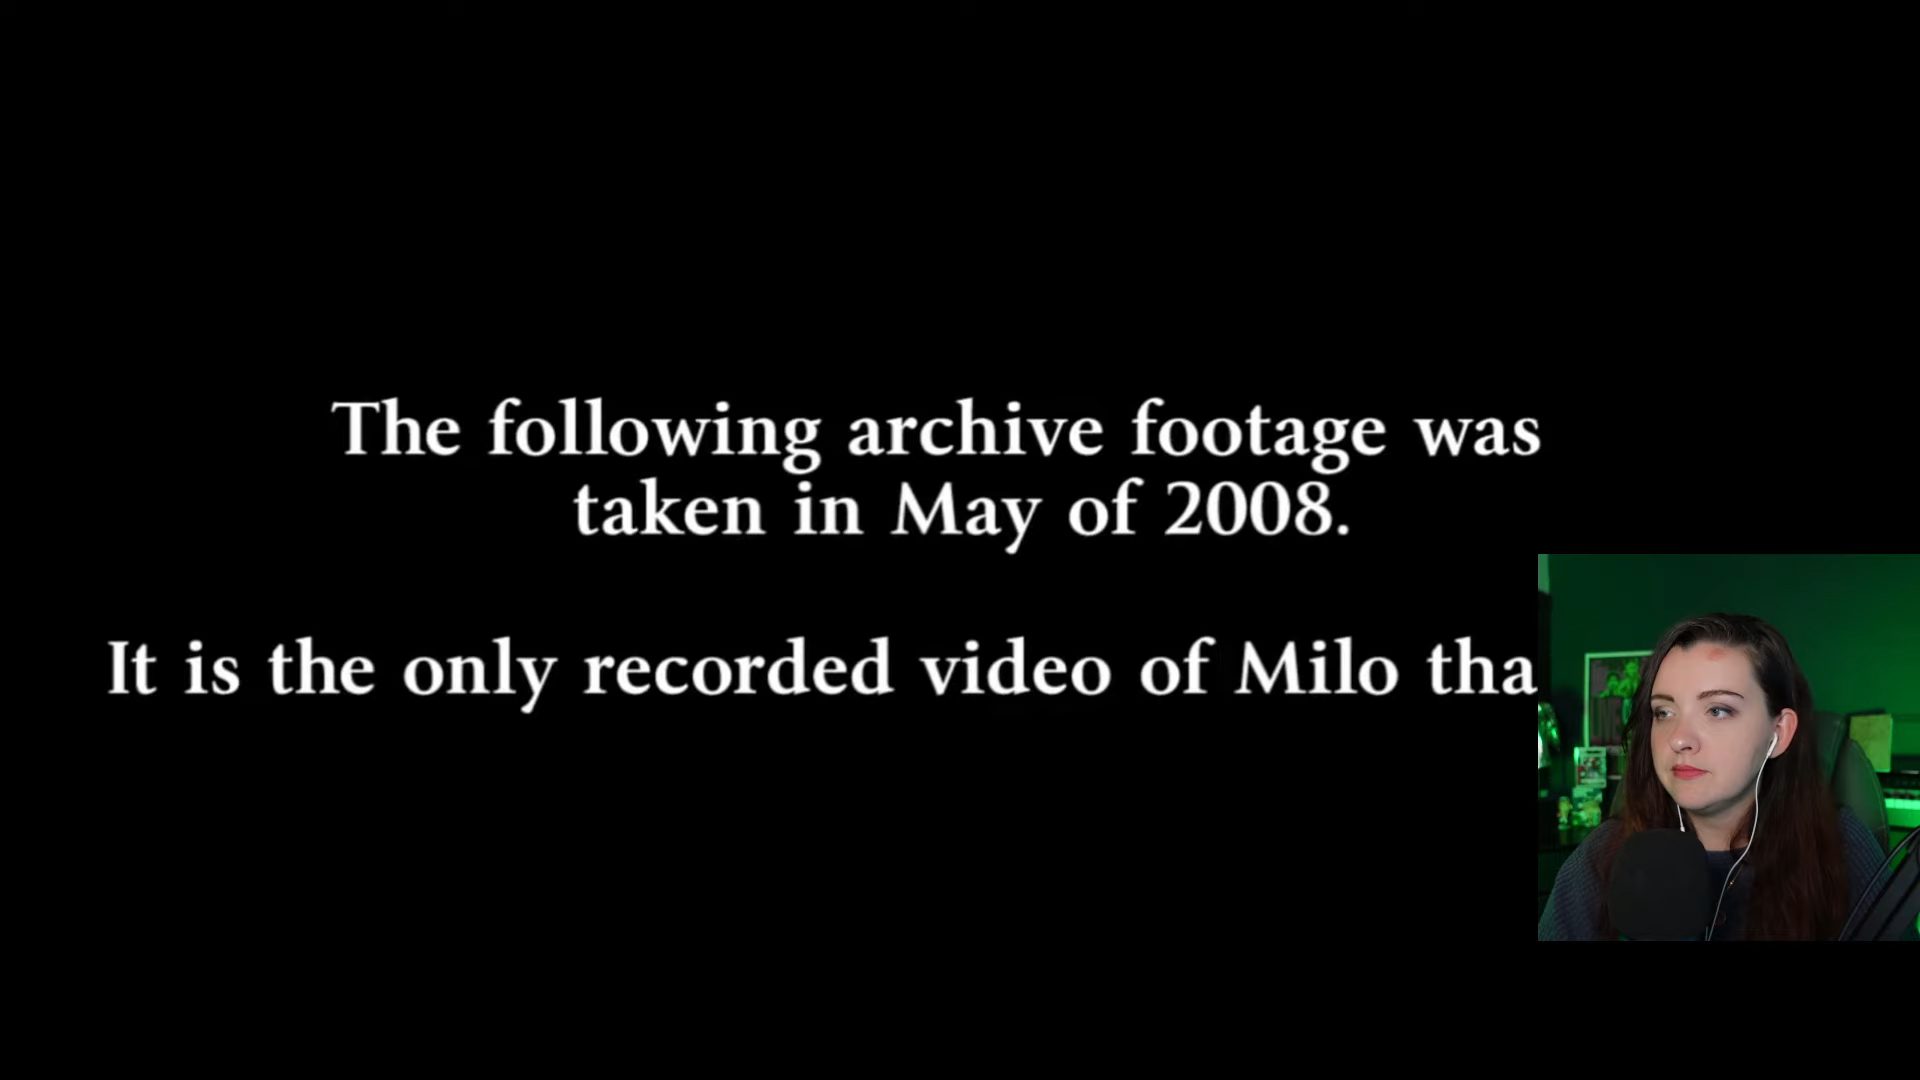 The following archive footage was
taken in May of 2008.
It is the only recorded video of Milo tha